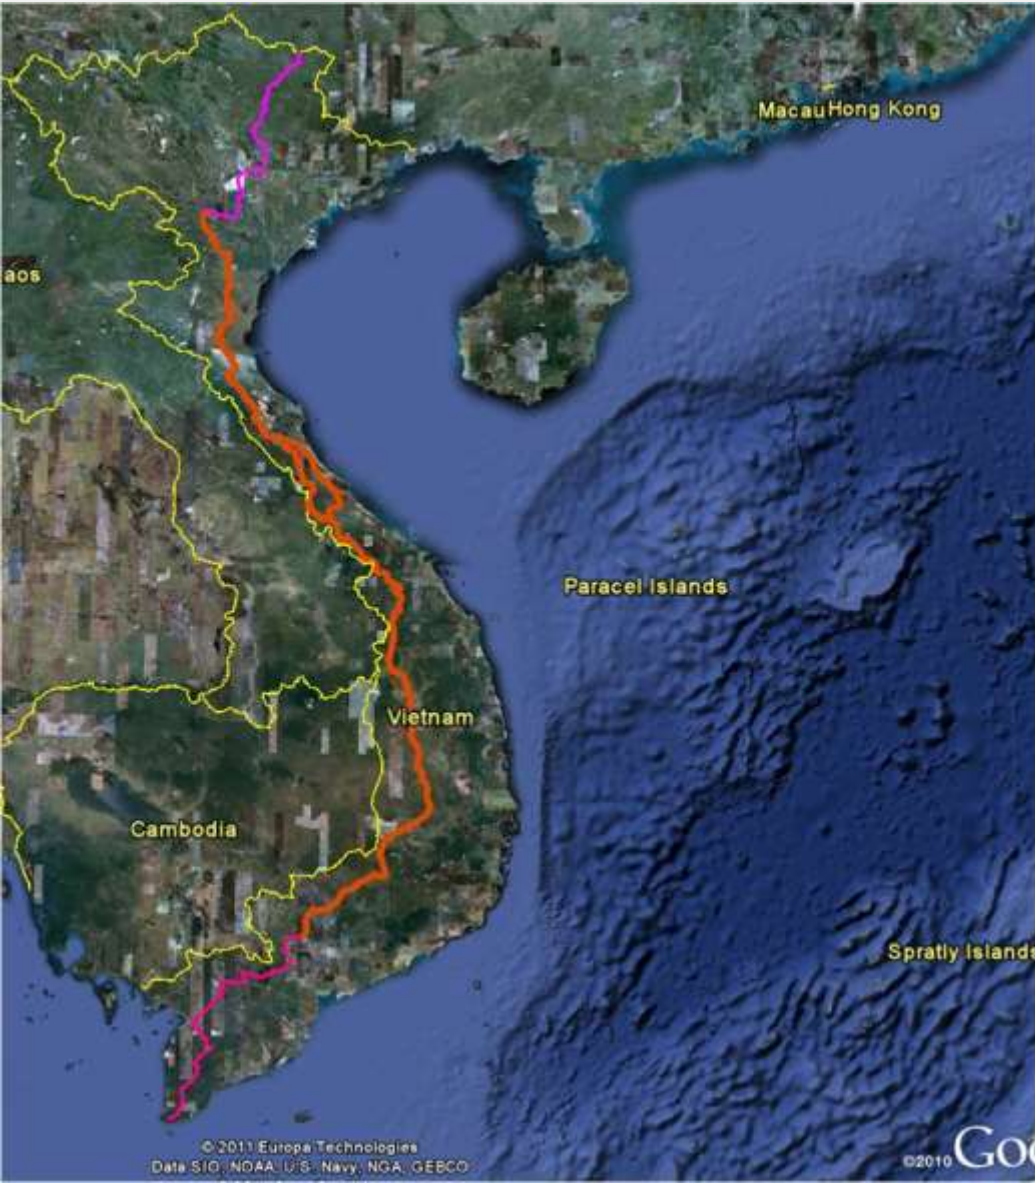 Macau Hong Kong
aos
Paracel Islands
Vietnam
Cambodia
Spratly Islands
© 2011 Europa Technologies
Data SIO, NOAA, U.S. Navy, NGA, GEBCO
©2010 Goo